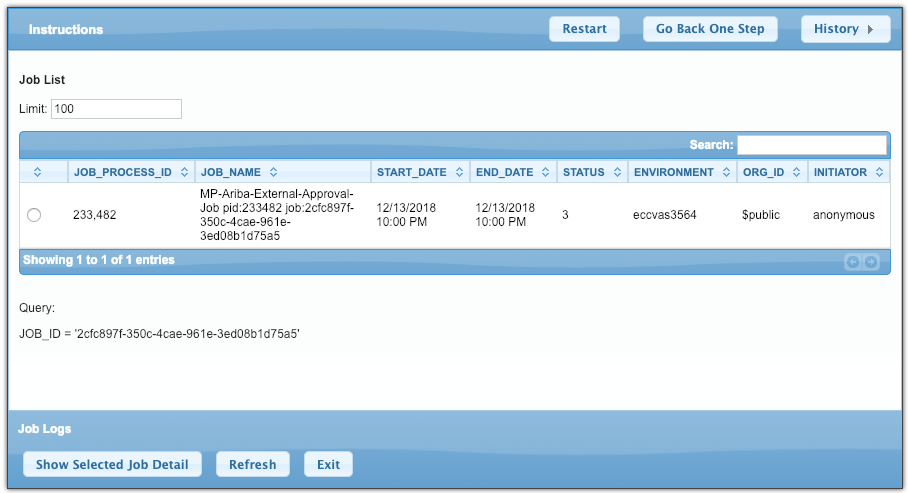 Instructions
Restart
Go Back One Step
History
Job List
Limit: 100
Search:
JOB_PROCESS_ID JOB_NAME START_DATE END_DATE STATUS ENVIRONMENT ORG_ID INITIATOR
233,482
MP-Ariba-External-Approval-
Job pid:233482 job:2cfc897f-
350c-4cae-961e-
3ed08b1d75a5
12/13/2018
10:00 PM
12/13/2018
10:00 PM
3
eccvas3564
$public
anonymous
Showing 1 to 1 of 1 entries
Query:
JOB_ID = '2cfc897f-350c-4cae-961e-3ed08b1d75a5'
Job Logs
Show Selected Job Detail
Refresh
Exit